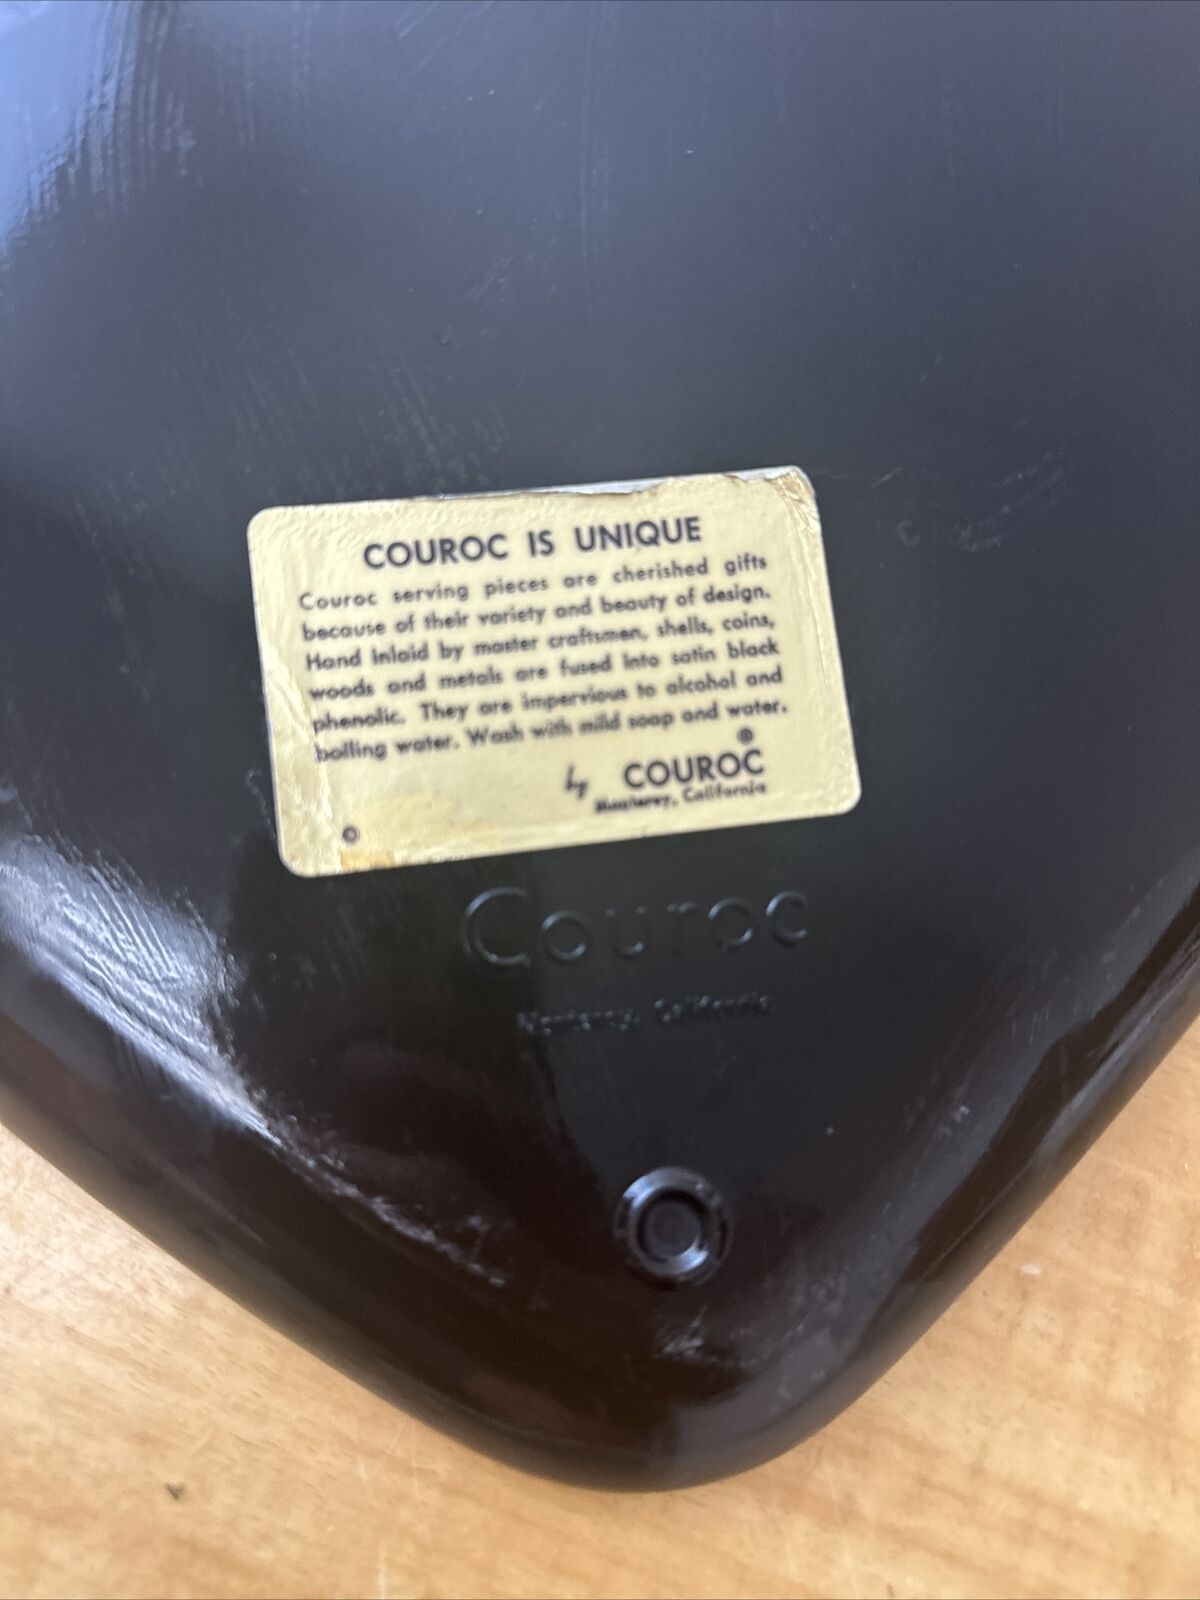 COUROC IS UNIQUE
Couroc serving pieces are cherished gifts
because of their variety and beauty of design.
Hand Inlaid by master craftsmen, shells, coins,
woods and metals are fused into satin black
phenolic. They are impervious to alcohol and
boiling water. Wash with mild soap and water.
®
by COUROC
Monterey, California
©
Couroc
Monterey, California